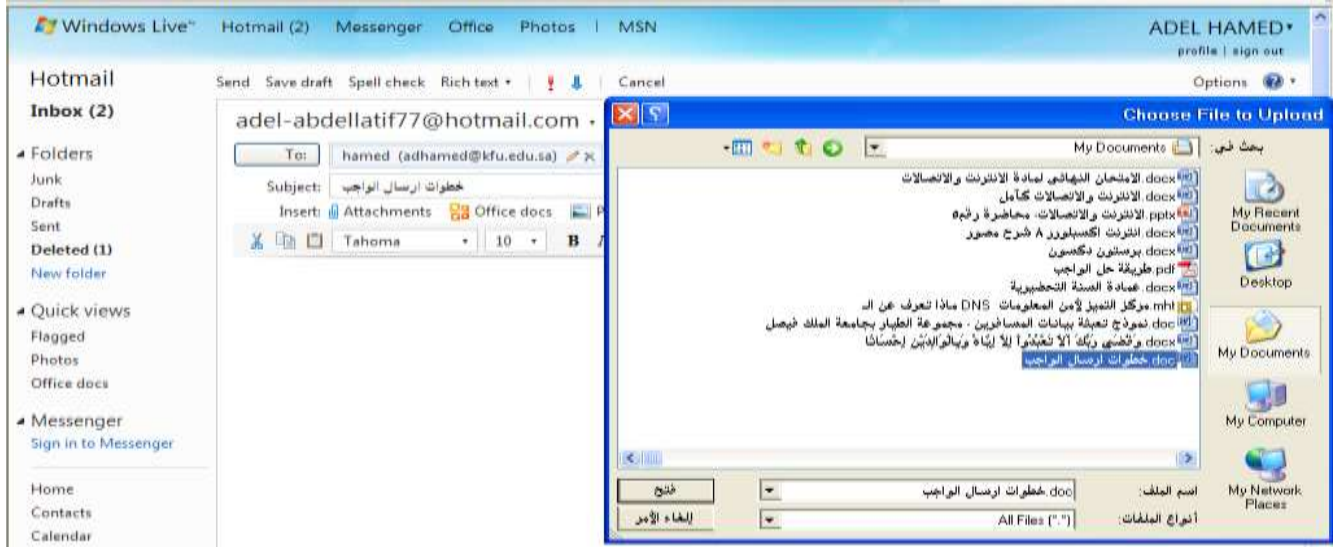 Windows Live™ Hotmail (2) Messenger Office Photos | MSN ADEL HAMED
profile | sign out
Hotmail Send Save draft Spell check Rich text Cancel Options
Inbox (2)
adel-abdellatif77@hotmail.com
Folders
Junk
Drafts
Sent
Deleted (1)
New folder
Quick views
Flagged
Photos
Office docs
Messenger
Sign in to Messenger
Home
Contacts
Calendar
To: hamed (adhamed@kfu.edu.sa)
Subject: خطوات ارسال الواجب
Insert: Attachments Office docs P
Tahoma 10 B I
Choose File to Upload
بحث في: My Documents
الامتحان النهائي لمادة الانترنت والاتصالات.docx
الانترنت والاتصالات كآمل.docx
الانترنت والاتصالات، محاضرة رقم٥.pptx
انترنت اكسبلورر ٨ شرح مصور.docx
برستون دكسون.docx
طريقة حل الواجب.pdf
عمادة السنة التحضيرية.docx
مركز التميز لأمن المعلومات DNS ماذا تعرف عن الـ.mht
نموذج تعبئة بيانات المسافرين - مجموعة الطيار بجامعة الملك فيصل.doc
وَقَضَى رَبُّكَ أَلَّا تَعْبُدُوا إِلَّا إِيَّاهُ وَبِالْوَالِدَيْنِ إِحْسَانًا.docx
خطوات ارسال الواجب.doc
My Recent Documents
Desktop
My Documents
My Computer
My Network Places
اسم الملف: خطوات ارسال الواجب.doc فتح
أنواع الملفات: All Files (*.*) إلغاء الأمر